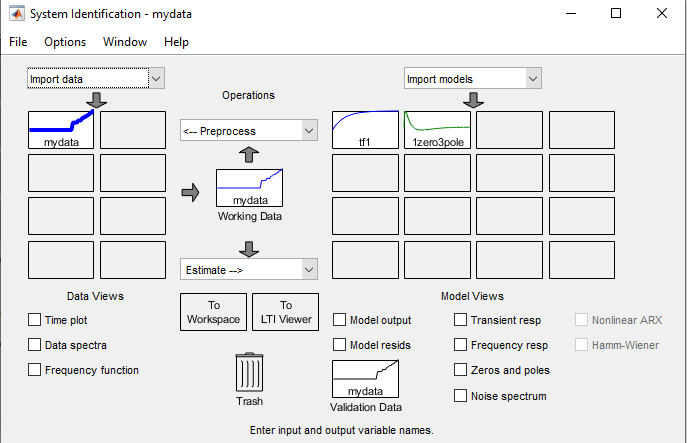 System Identification - mydata
File Options Window Help
Import data
Import models
Operations
<-- Preprocess
mydata
tf1
1zero3pole
mydata
Working Data
Estimate -->
Data Views
Model Views
To Workspace
To LTI Viewer
Time plot
Data spectra
Frequency function
Model output
Model resids
Transient resp
Frequency resp
Zeros and poles
Noise spectrum
Nonlinear ARX
Hamm-Wiener
Trash
mydata
Validation Data
Enter input and output variable names.